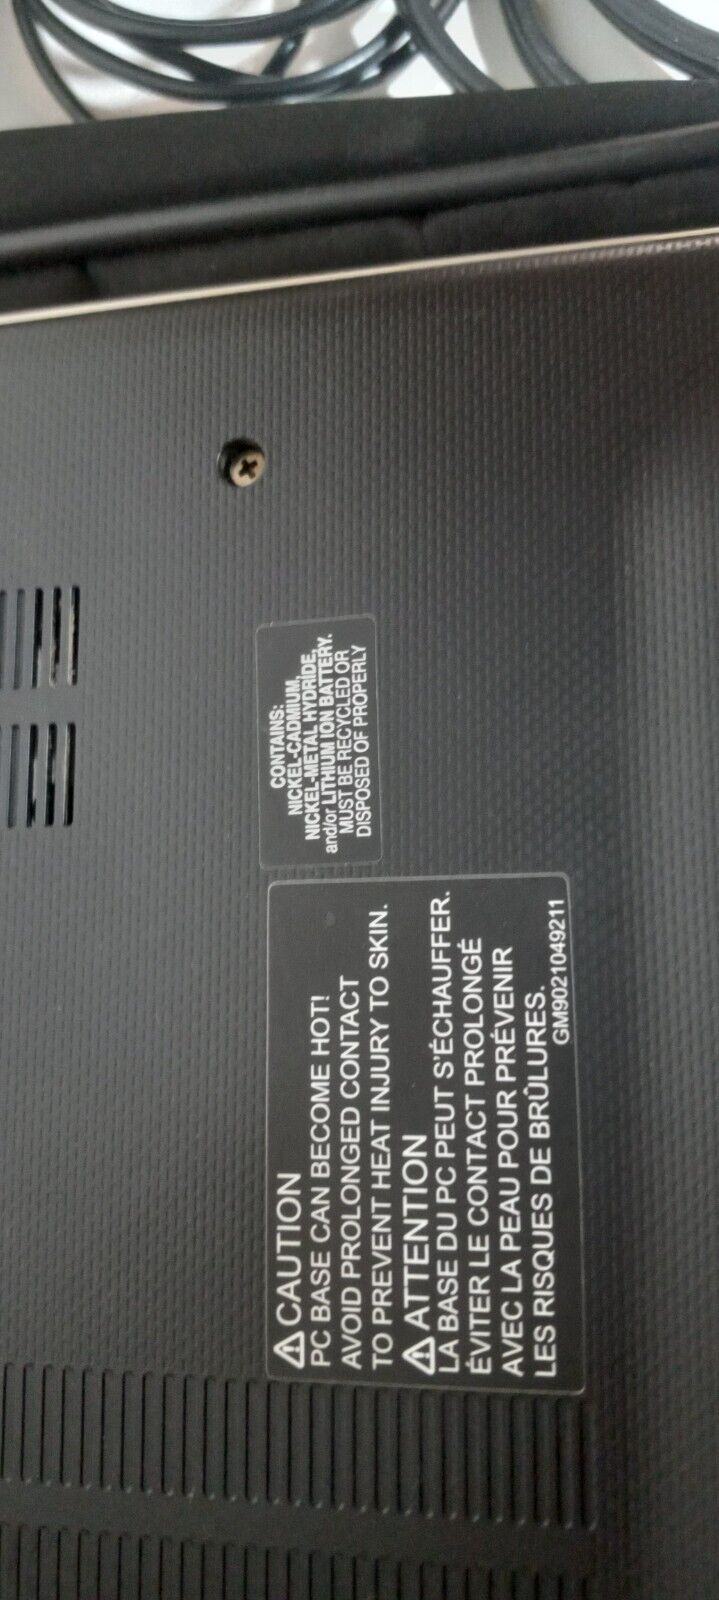 CONTAINS:
NICKEL-CADMIUM,
NICKEL-METAL HYDRIDE,
and/or LITHIUM ION BATTERY.
MUST BE RECYCLED OR
DISPOSED OF PROPERLY
⚠ CAUTION
PC BASE CAN BECOME HOT!
AVOID PROLONGED CONTACT
TO PREVENT HEAT INJURY TO SKIN.
⚠ ATTENTION
LA BASE DU PC PEUT S'ÉCHAUFFER.
ÉVITER LE CONTACT PROLONGÉ
AVEC LA PEAU POUR PRÉVENIR
LES RISQUES DE BRÛLURES.
GM9021049211